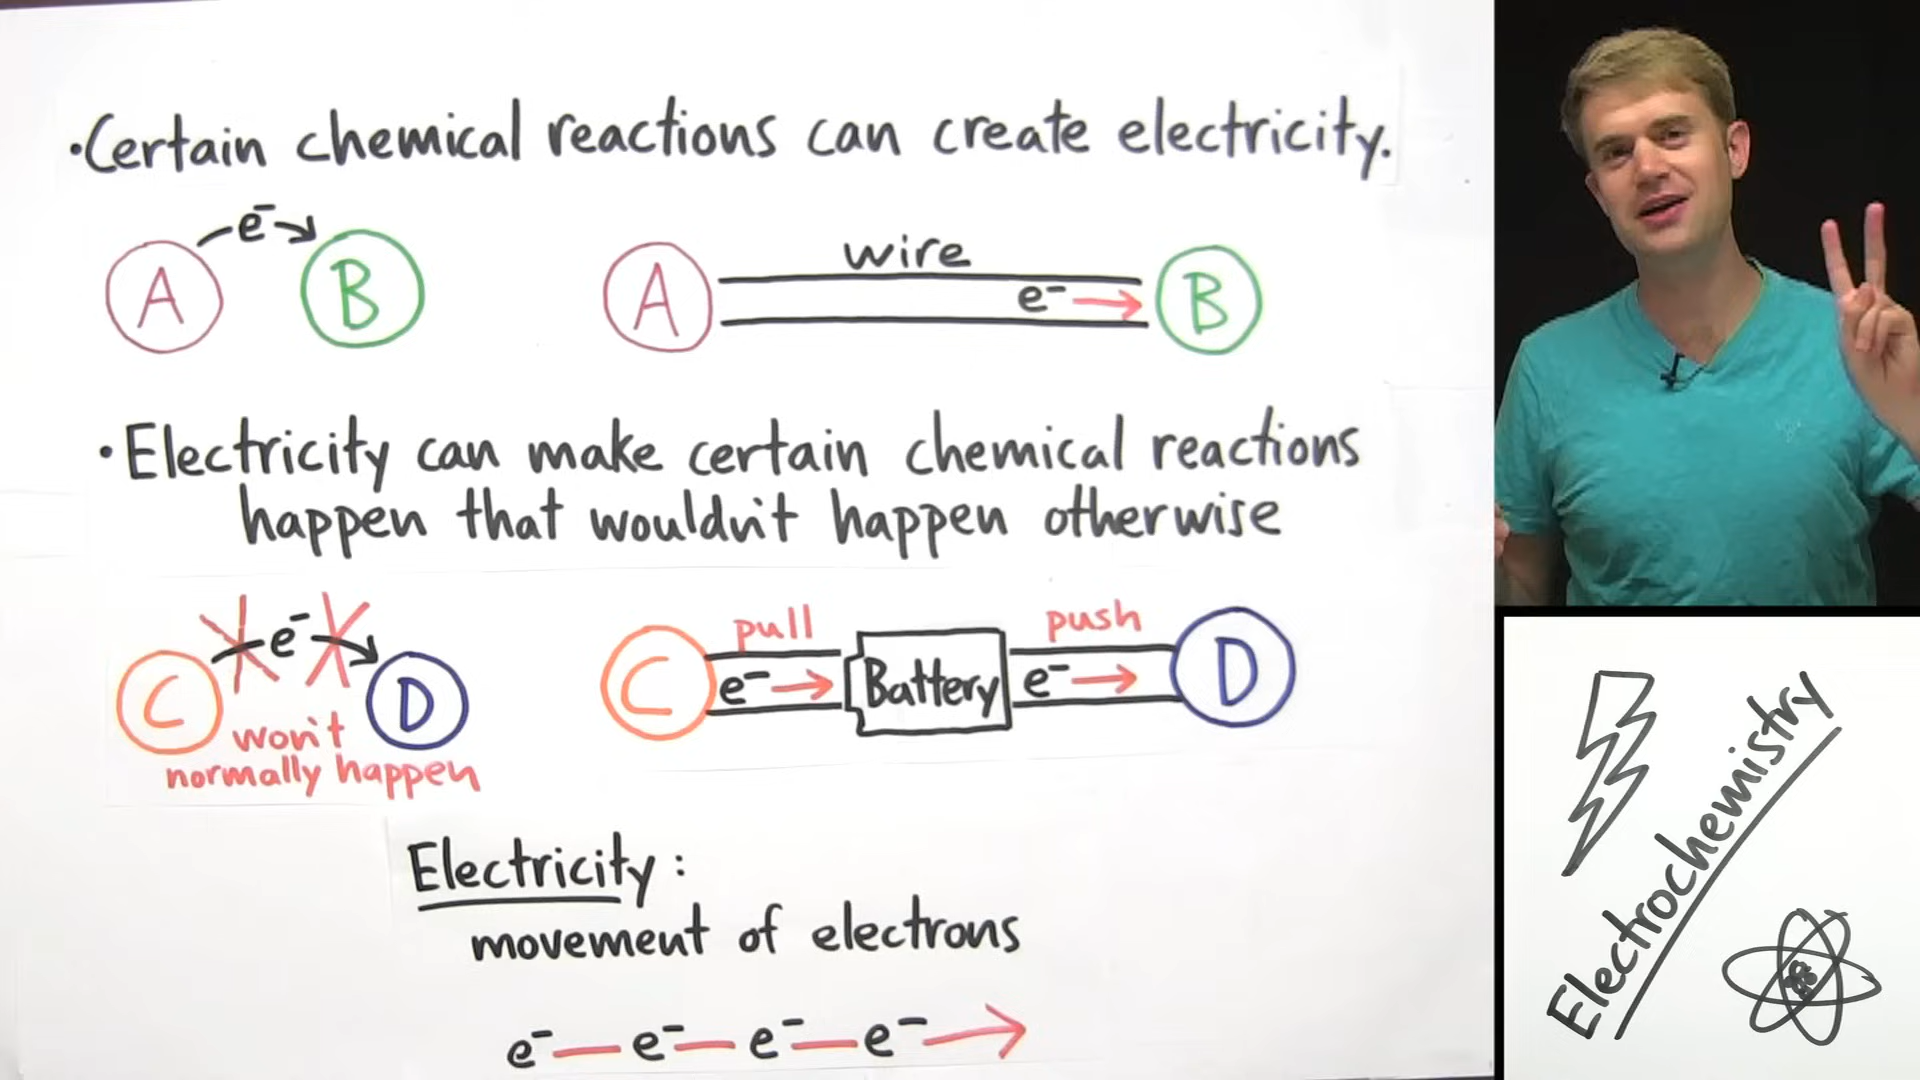 •Certain chemical reactions can create electricity.
A e⁻ B
wire
A e⁻ B
•Electricity can make certain chemical reactions
happen that wouldn't happen otherwise
C e⁻ D
won't
normally happen
pull push
C e⁻ Battery e⁻ D
Electricity:
movement of electrons
e⁻ e⁻ e⁻ e⁻
Electrochemistry